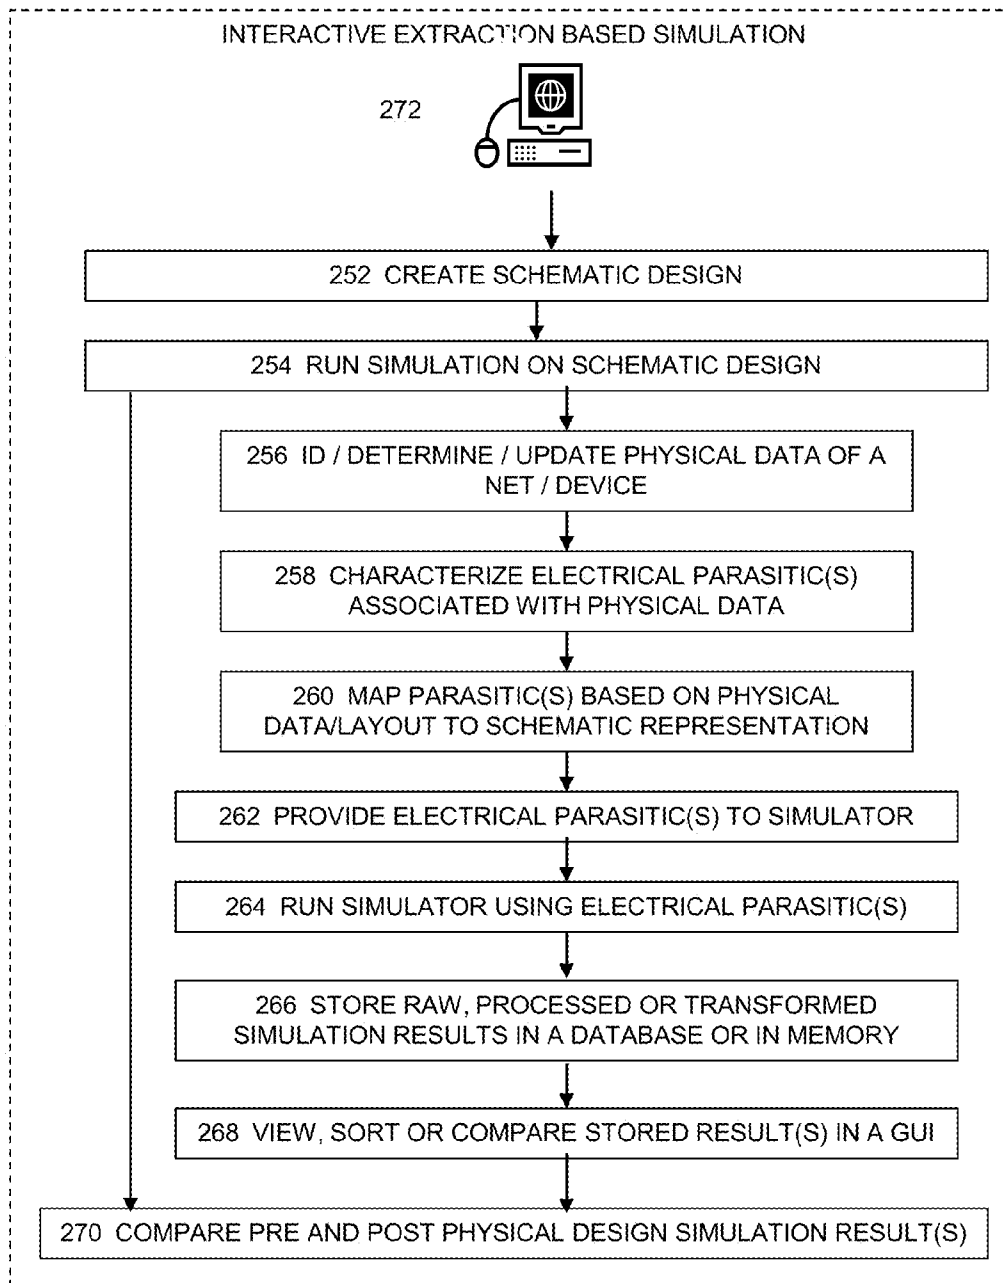 INTERACTIVE EXTRACTION BASED SIMULATION
272
252 CREATE SCHEMATIC DESIGN
254 RUN SIMULATION ON SCHEMATIC DESIGN
256 ID / DETERMINE / UPDATE PHYSICAL DATA OF A
NET / DEVICE
258 CHARACTERIZE ELECTRICAL PARASITIC(S)
ASSOCIATED WITH PHYSICAL DATA
260 MAP PARASITIC(S) BASED ON PHYSICAL
DATA/LAYOUT TO SCHEMATIC REPRESENTATION
262 PROVIDE ELECTRICAL PARASITIC(S) TO SIMULATOR
264 RUN SIMULATOR USING ELECTRICAL PARASITIC(S)
266 STORE RAW, PROCESSED OR TRANSFORMED
SIMULATION RESULTS IN A DATABASE OR IN MEMORY
268 VIEW, SORT OR COMPARE STORED RESULT(S) IN A GUI
270 COMPARE PRE AND POST PHYSICAL DESIGN SIMULATION RESULT(S)